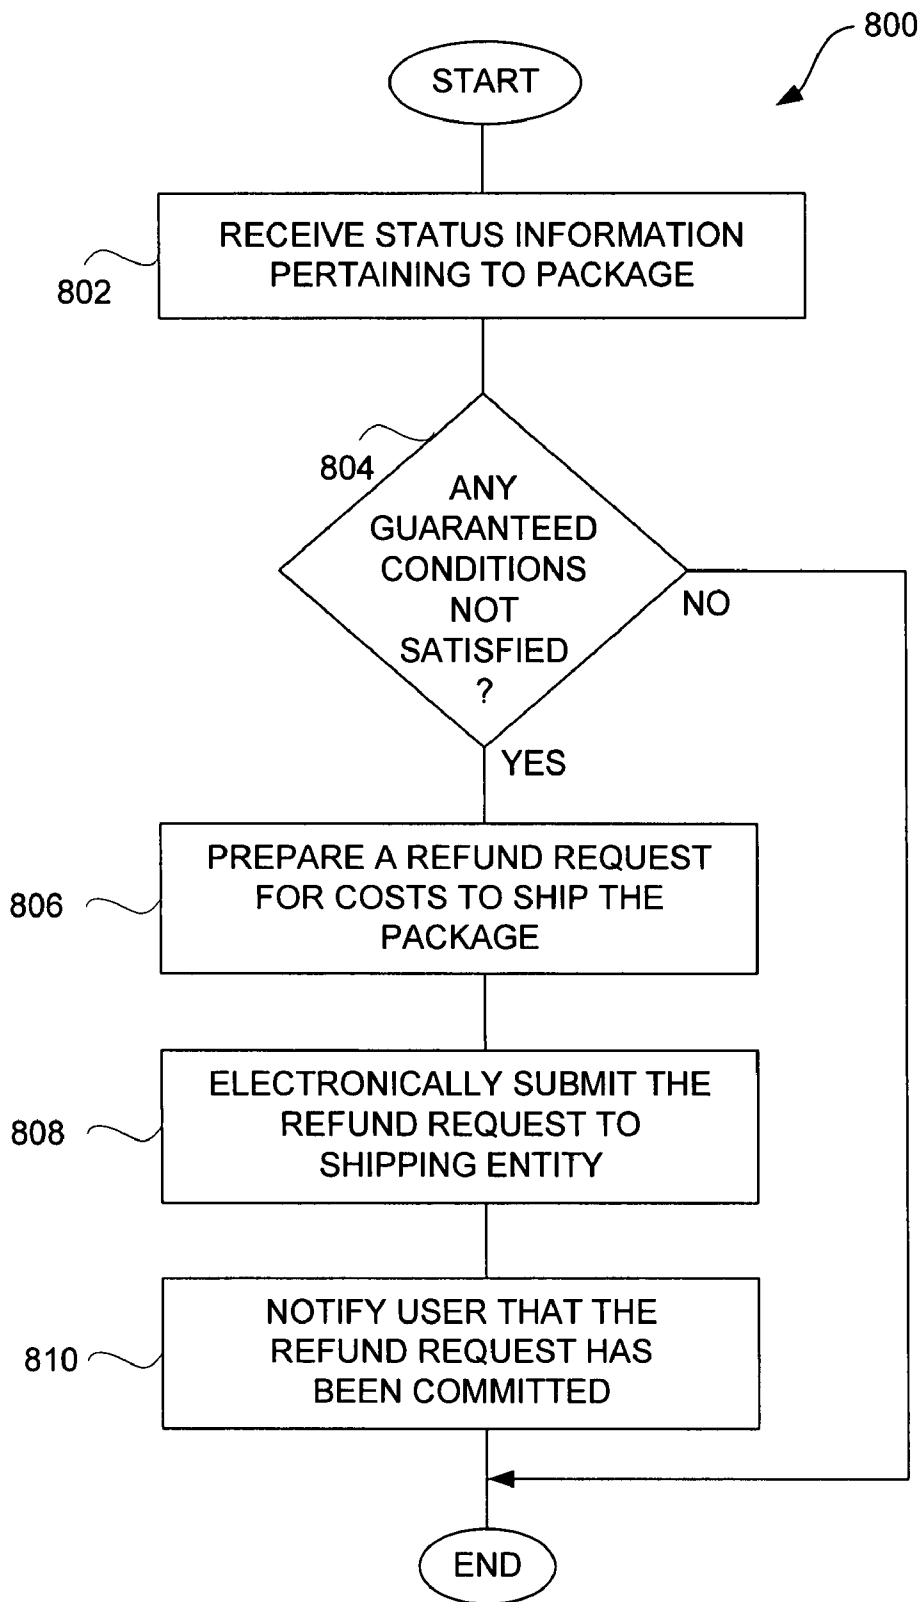 800
START
RECEIVE STATUS INFORMATION
PERTAINING TO PACKAGE
802
804
ANY
GUARANTEED
CONDITIONS
NOT
SATISFIED
?
NO
YES
PREPARE A REFUND REQUEST
FOR COSTS TO SHIP THE
PACKAGE
806
ELECTRONICALLY SUBMIT THE
REFUND REQUEST TO
SHIPPING ENTITY
808
NOTIFY USER THAT THE
REFUND REQUEST HAS
BEEN COMMITTED
810
END